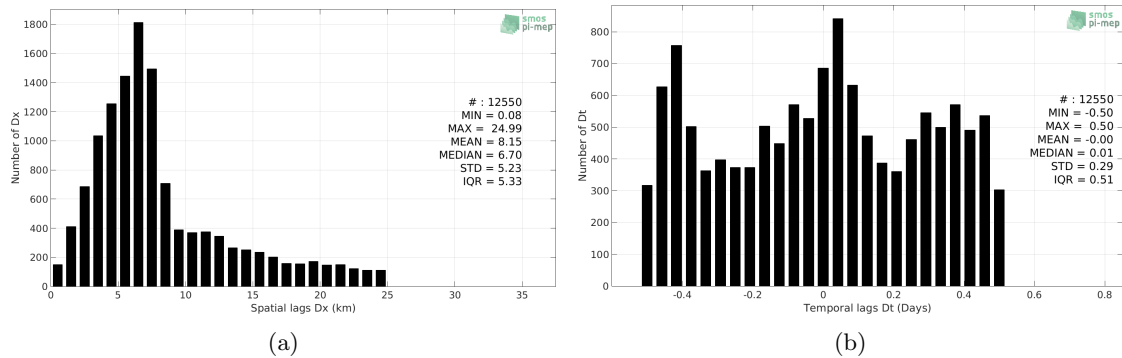 smos
pi-mep
Number of Dx
1800
1600
1400
1200
1000
800
600
400
200
0
# : 12550
MIN = 0.08
MAX = 24.99
MEAN = 8.15
MEDIAN = 6.70
STD = 5.23
IQR = 5.33
0 5 10 15 20 25 30 35
Spatial lags Dx (km)
(a)
smos
pi-mep
Number of Dt
800
700
600
500
400
300
200
100
0
# : 12550
MIN = -0.50
MAX = 0.50
MEAN = -0.00
MEDIAN = 0.01
STD = 0.29
IQR = 0.51
-0.4 -0.2 0 0.2 0.4 0.6 0.8
Temporal lags Dt (Days)
(b)